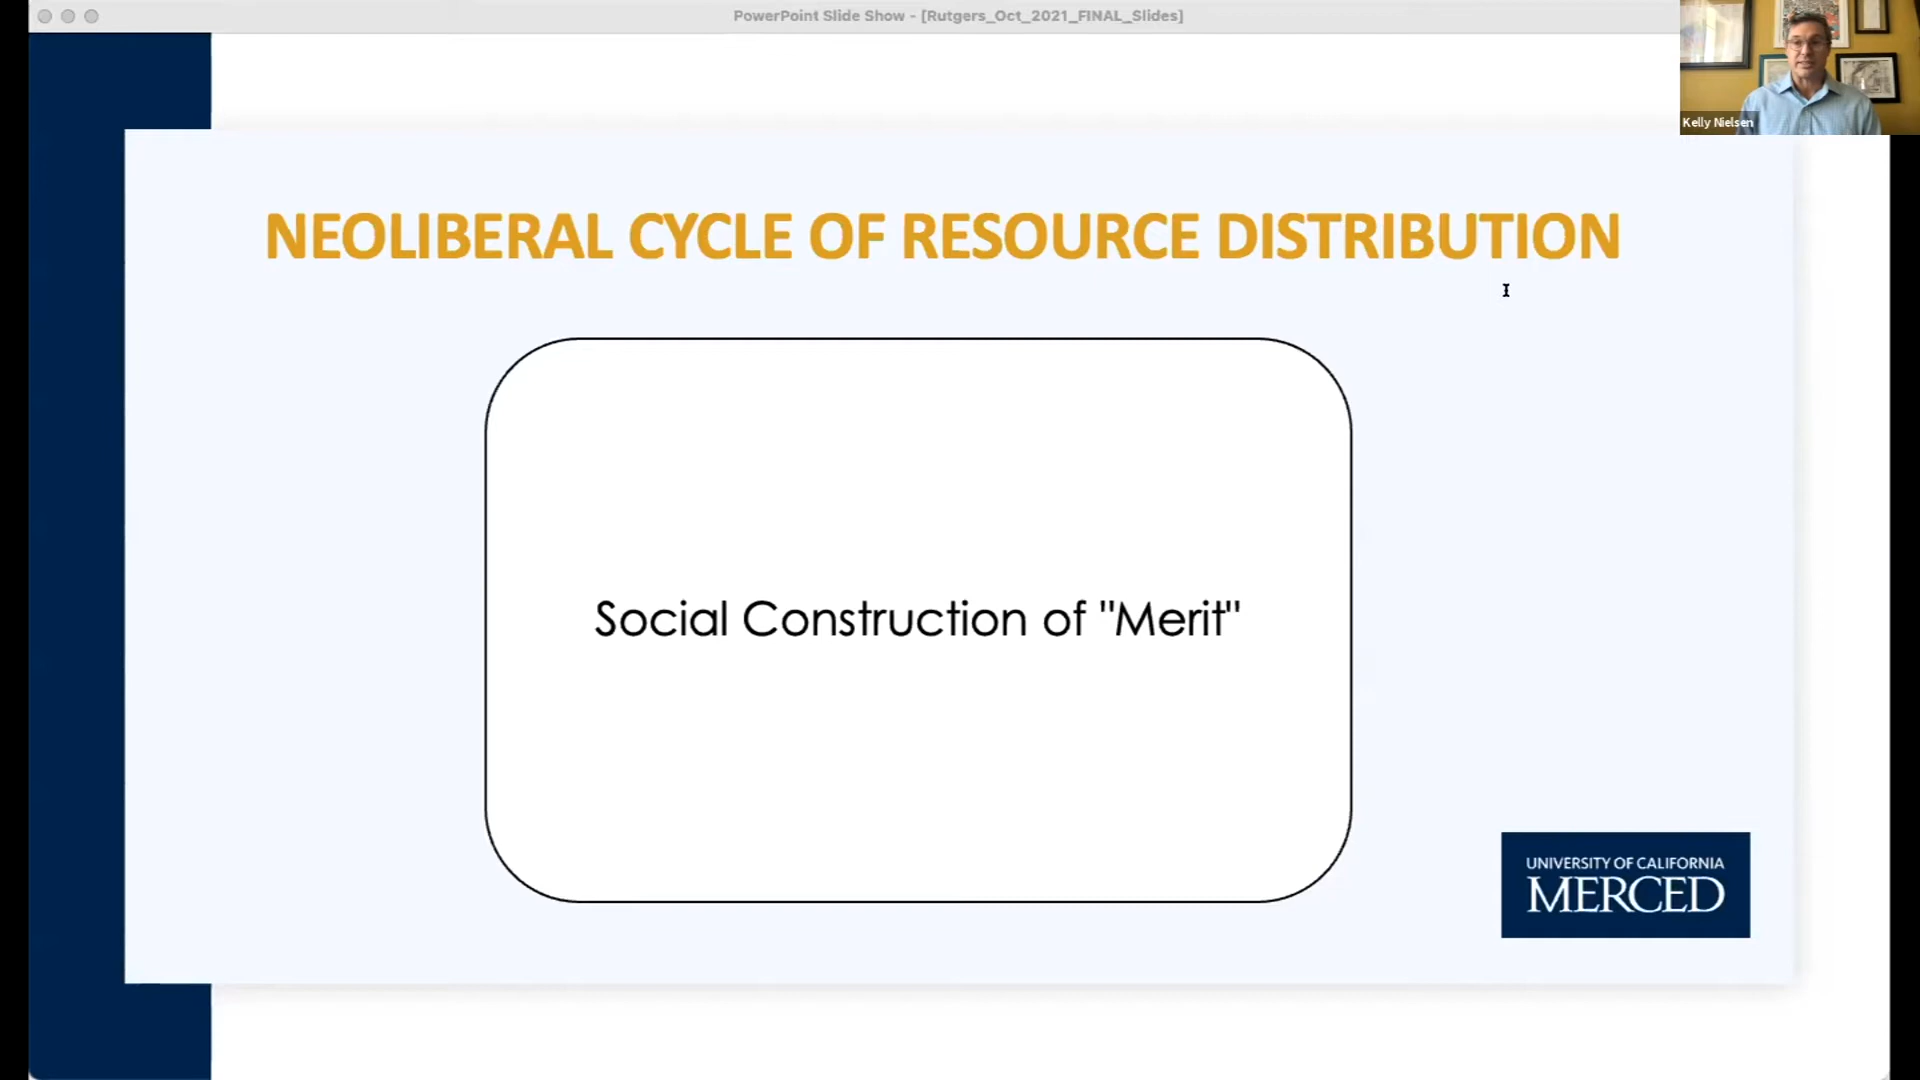 PowerPoint Slide Show - [Rutgers_Oct_2021_FINAL_Slides]
Kelly Nielsen
NEOLIBERAL CYCLE OF RESOURCE DISTRIBUTION
Social Construction of "Merit"
UNIVERSITY OF CALIFORNIA
MERCED